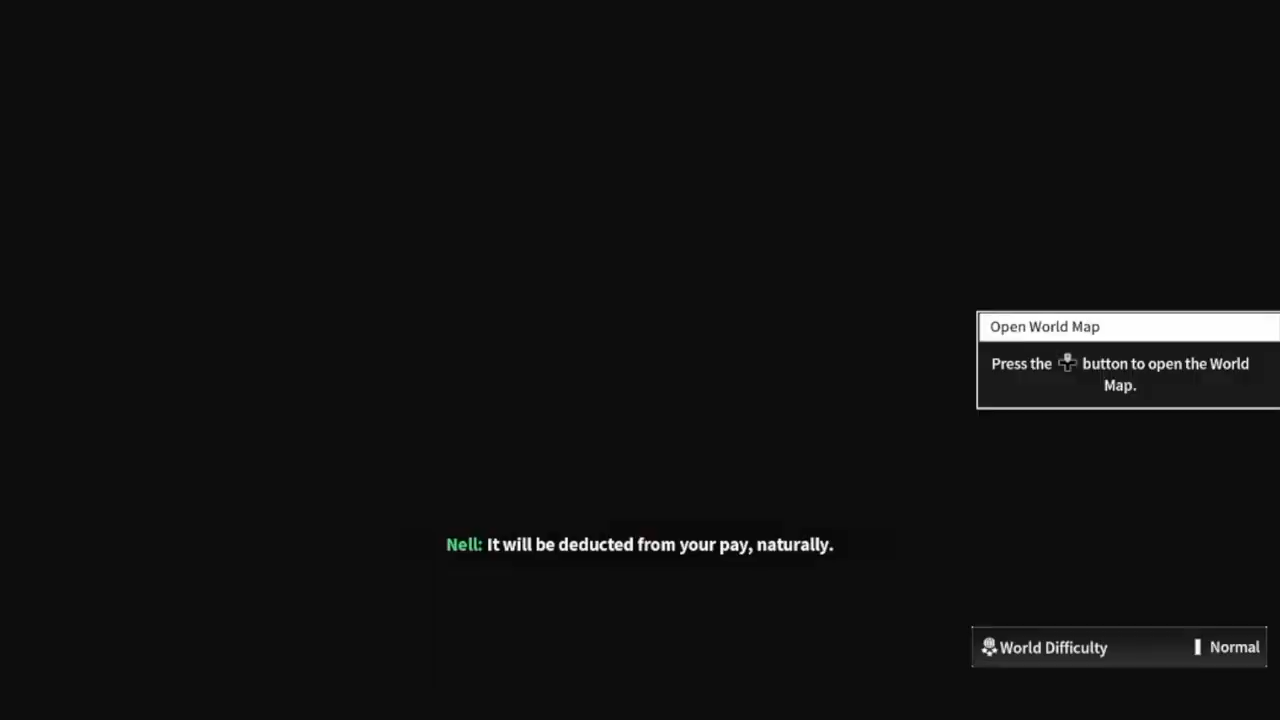 Open World Map
Press the button to open the World
Map.
Nell: It will be deducted from your pay, naturally.
World Difficulty
Normal